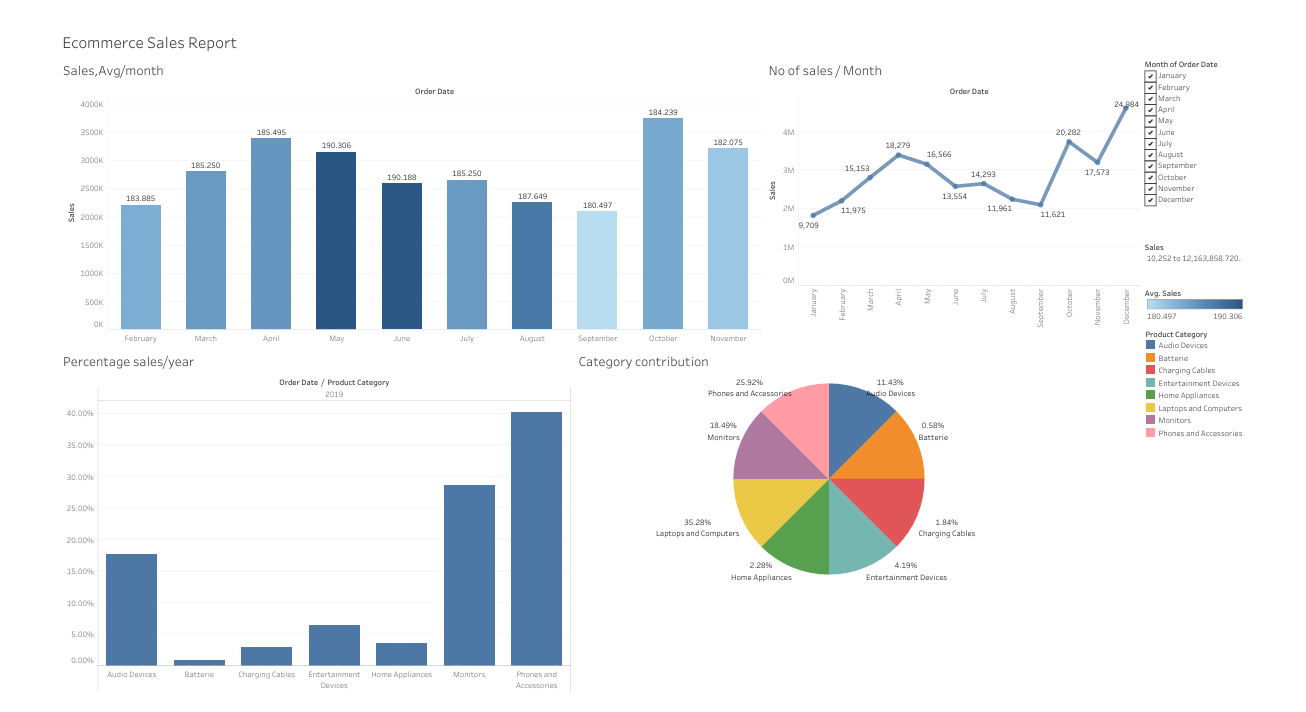 Ecommerce Sales Report
Sales,Avg/month
Order Date
4000K
3500K
3000K
2500K
2000K
1500K
1000K
500K
0K
Sales
183.885
185.250
185.495
190.306
190.188
185.250
187.649
180.497
184.239
182.075
February
March
April
May
June
July
August
September
October
November
No of sales / Month
Order Date
4M
3M
2M
1M
0M
Sales
9,709
11,975
15,153
18,279
16,566
13,554
14,293
11,961
11,621
20,282
17,573
24,984
January
February
March
April
May
June
July
August
September
October
November
December
Month of Order Date
January
February
March
April
May
June
July
August
September
October
November
December
Sales
10,252 to 12,163,858.720..
Avg. Sales
180.497 190.306
Product Category
Audio Devices
Batterie
Charging Cables
Entertainment Devices
Home Appliances
Laptops and Computers
Monitors
Phones and Accessories
Percentage sales/year
Order Date / Product Category
2019
40.00%
35.00%
30.00%
25.00%
20.00%
15.00%
10.00%
5.00%
0.00%
Audio Devices
Batterie
Charging Cables
Entertainment
Devices
Home Appliances
Monitors
Phones and
Accessories
Category contribution
25.92%
Phones and Accessories
11.43%
Audio Devices
18.49%
Monitors
0.58%
Batterie
35.28%
Laptops and Computers
1.84%
Charging Cables
2.28%
Home Appliances
4.19%
Entertainment Devices